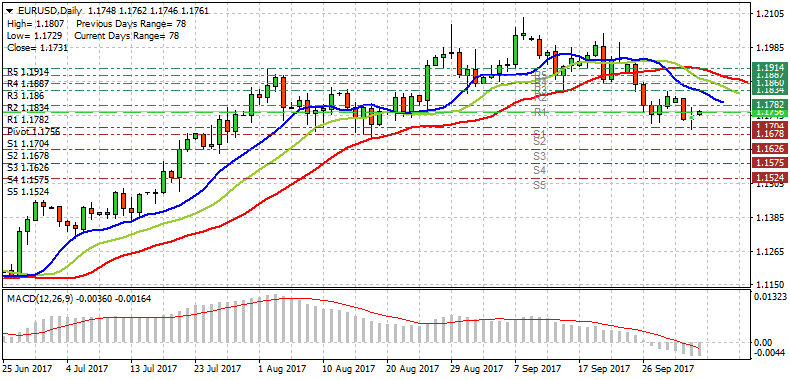 EURUSD,Daily 1.1748 1.1762 1.1746 1.1761
High= 1.1807 Previous Days Range= 78
Low= 1.1729 Current Days Range= 78
Close= 1.1731
R5 1.1914
R4 1.1887
R3 1.186
R2 1.1834
R1 1.1782
Pivot 1.1756
S1 1.1704
S2 1.1678
S3 1.1626
S4 1.1575
S5 1.1524
R2
R1
S1
S2
S3
S4
S5
1.2105
1.1985
1.1914
1.1887
1.1860
1.1834
1.1782
1.1756
1.1704
1.1678
1.1626
1.1575
1.1524
1.1505
1.1385
1.1265
1.1150
MACD(12,26,9) -0.00360 -0.00164
0.01323
0.00
-0.0044
25 Jun 2017 4 Jul 2017 13 Jul 2017 23 Jul 2017 1 Aug 2017 10 Aug 2017 20 Aug 2017 29 Aug 2017 7 Sep 2017 17 Sep 2017 26 Sep 2017